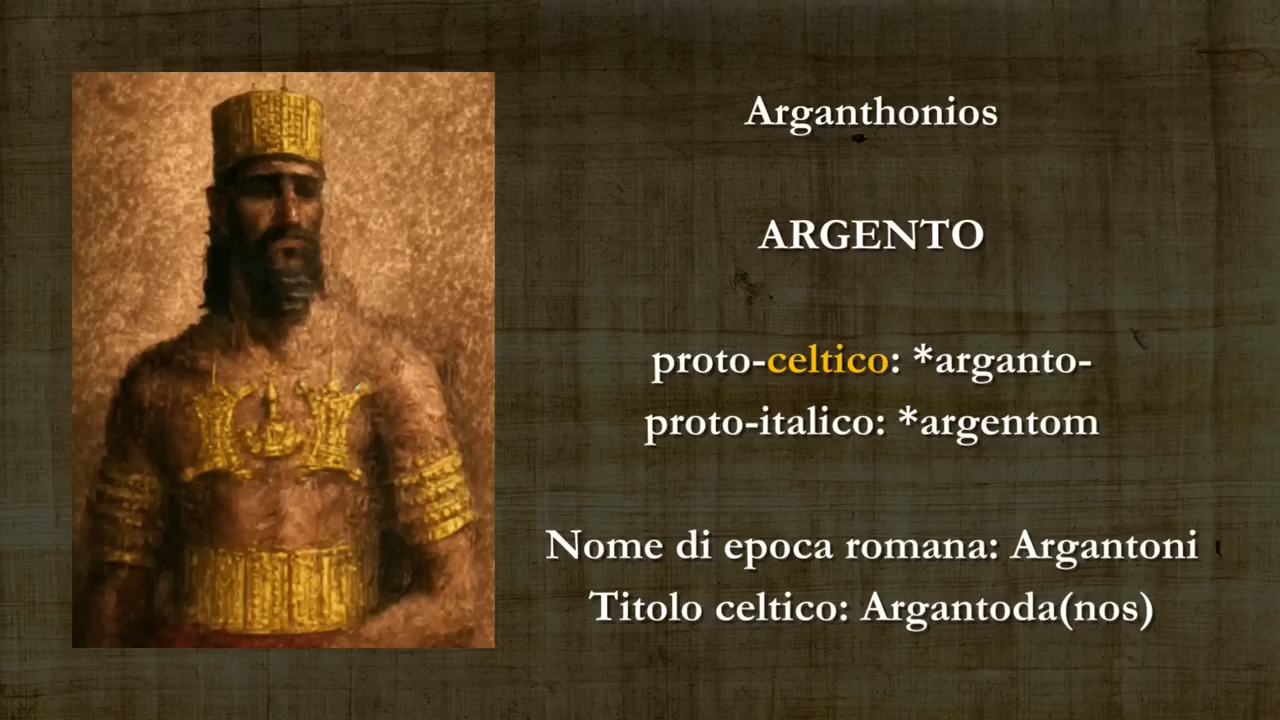 Arganthonios
ARGENTO
proto-celtico: *arganto-
proto-italico: *argentom
Nome di epoca romana: Argantoni
Titolo celtico: Argantoda(nos)